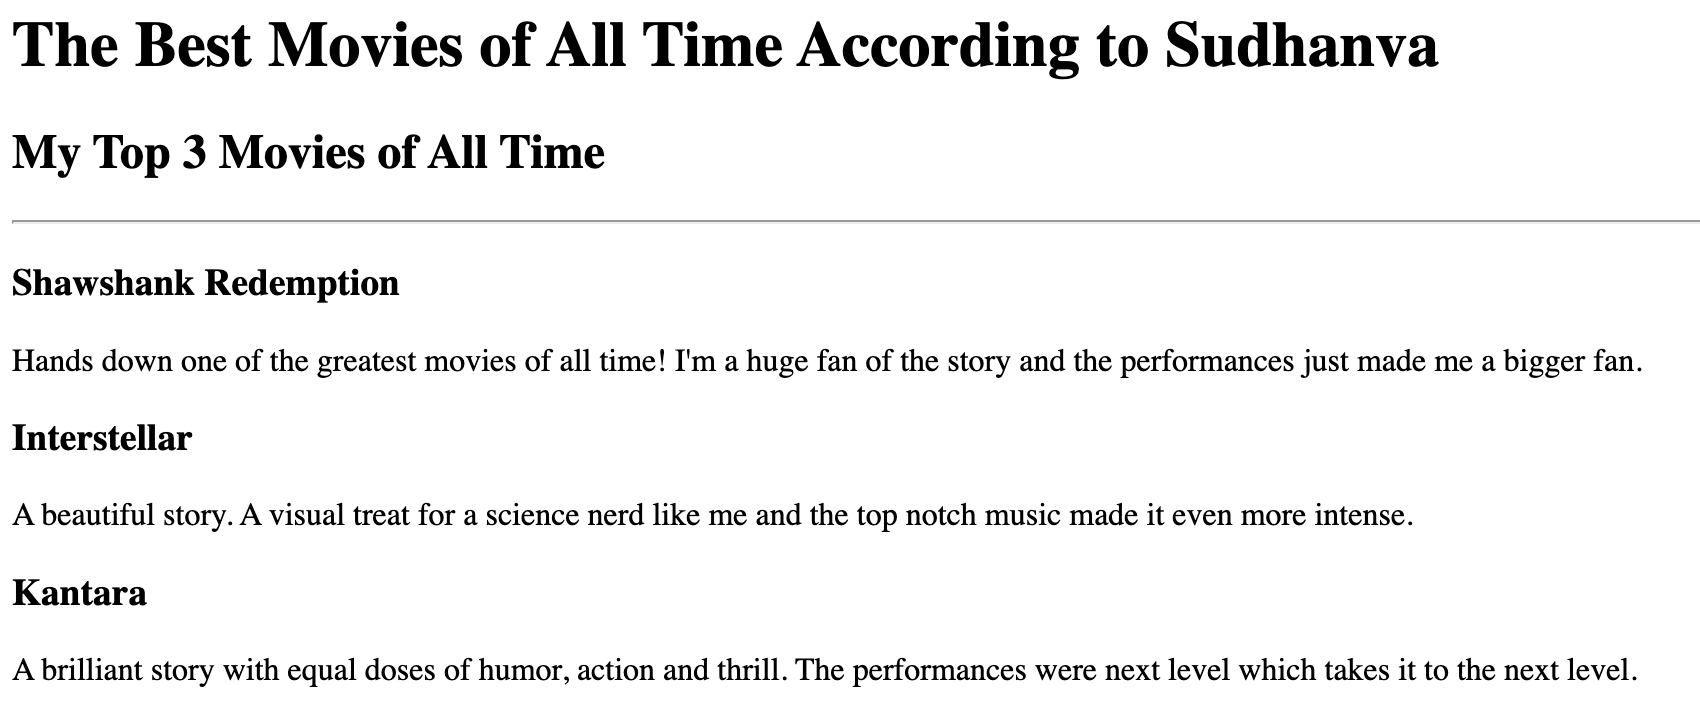 The Best Movies of All Time According to Sudhanva
My Top 3 Movies of All Time
Shawshank Redemption
Hands down one of the greatest movies of all time! I'm a huge fan of the story and the performances just made me a bigger fan.
Interstellar
A beautiful story. A visual treat for a science nerd like me and the top notch music made it even more intense.
Kantara
A brilliant story with equal doses of humor, action and thrill. The performances were next level which takes it to the next level.